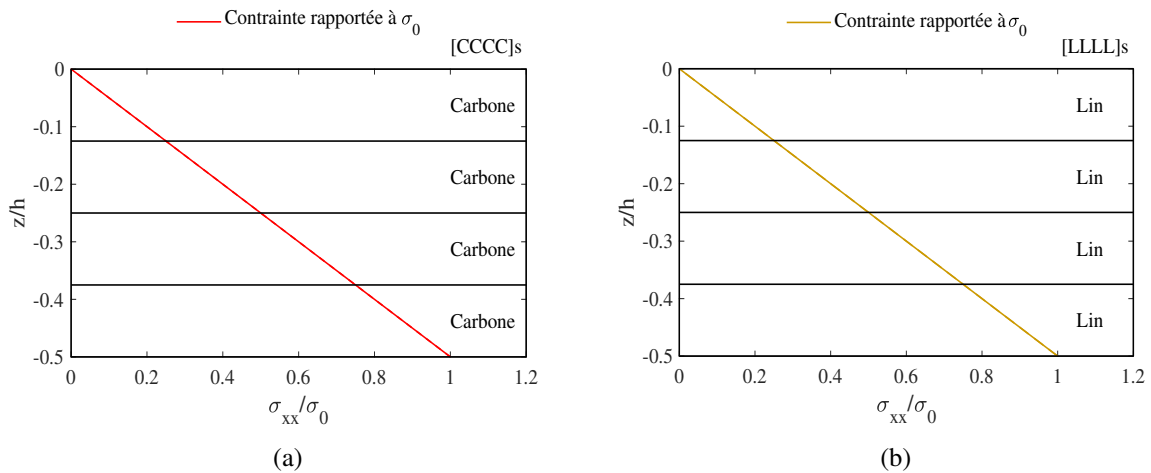 Contrainte rapportée à σ0
[CCCC]s
0
Carbone
-0.1
Carbone
-0.2
z/h
-0.3
Carbone
-0.4
Carbone
-0.5
0 0.2 0.4 0.6 0.8 1 1.2
σxx/σ0
(a)
Contrainte rapportée à σ0
[LLLL]s
0
Lin
-0.1
Lin
-0.2
z/h
-0.3
Lin
-0.4
Lin
-0.5
0 0.2 0.4 0.6 0.8 1 1.2
σxx/σ0
(b)